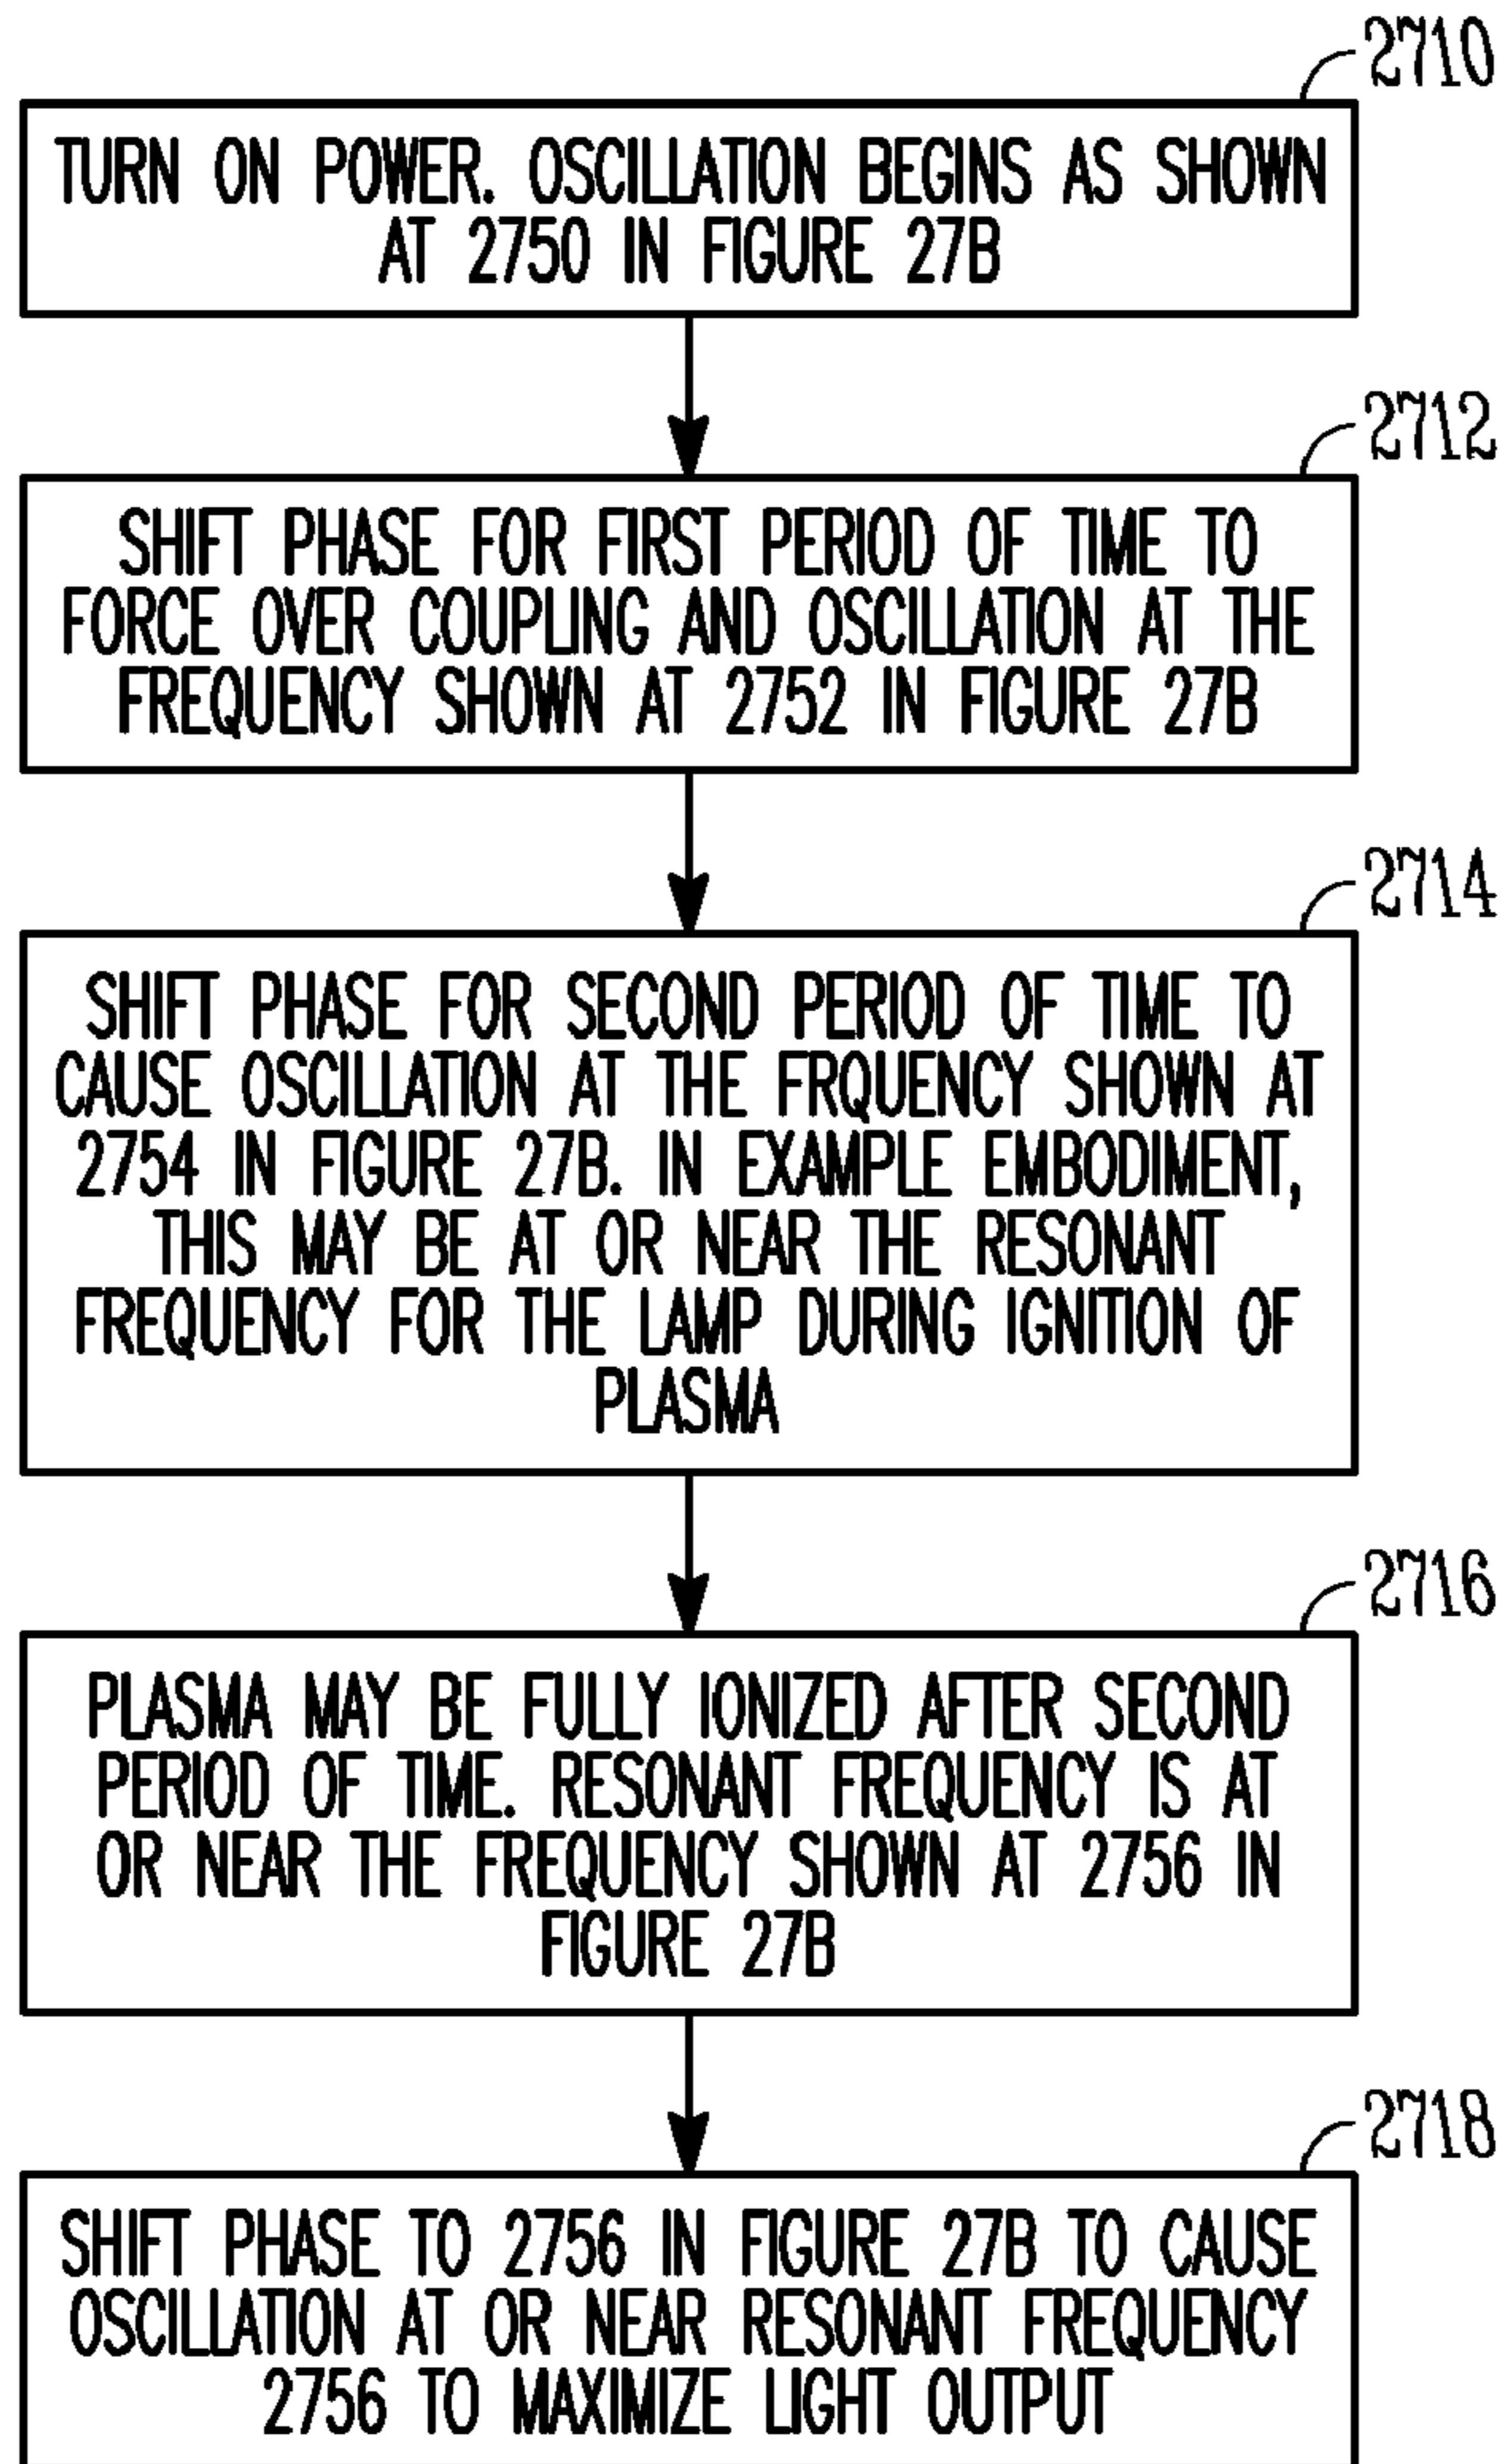 2710
TURN ON POWER. OSCILLATION BEGINS AS SHOWN
AT 2750 IN FIGURE 27B
2712
SHIFT PHASE FOR FIRST PERIOD OF TIME TO
FORCE OVER COUPLING AND OSCILLATION AT THE
FREQUENCY SHOWN AT 2752 IN FIGURE 27B
2714
SHIFT PHASE FOR SECOND PERIOD OF TIME TO
CAUSE OSCILLATION AT THE FRQUENCY SHOWN AT
2754 IN FIGURE 27B. IN EXAMPLE EMBODIMENT,
THIS MAY BE AT OR NEAR THE RESONANT
FREQUENCY FOR THE LAMP DURING IGNITION OF
PLASMA
2716
PLASMA MAY BE FULLY IONIZED AFTER SECOND
PERIOD OF TIME. RESONANT FREQUENCY IS AT
OR NEAR THE FREQUENCY SHOWN AT 2756 IN
FIGURE 27B
2718
SHIFT PHASE TO 2756 IN FIGURE 27B TO CAUSE
OSCILLATION AT OR NEAR RESONANT FREQUENCY
2756 TO MAXIMIZE LIGHT OUTPUT